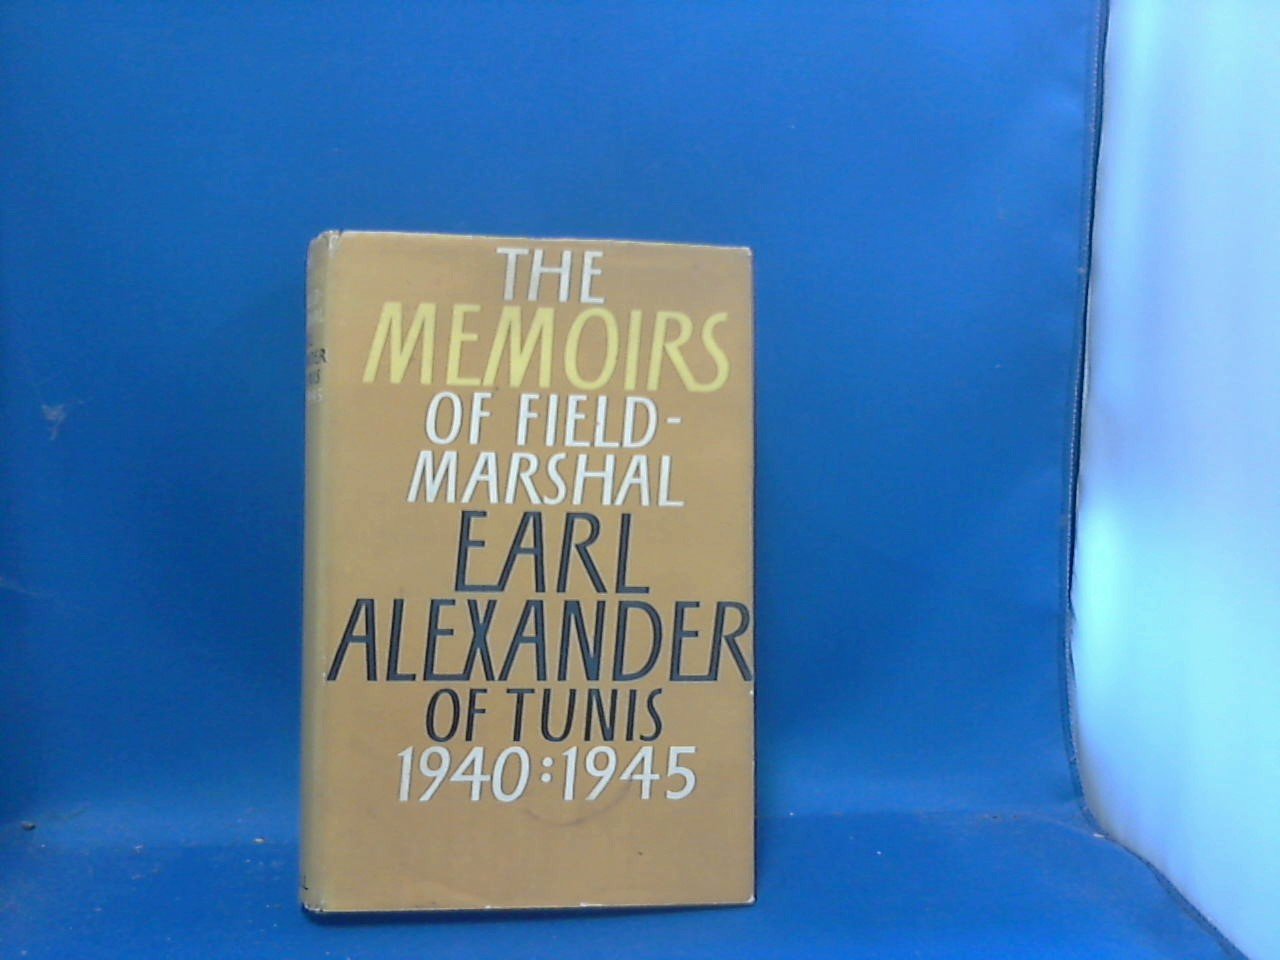 THE
MEMOIRS
OF FIELD-
MARSHAL
EARL
ALEXANDER
OF TUNIS
1940:1945